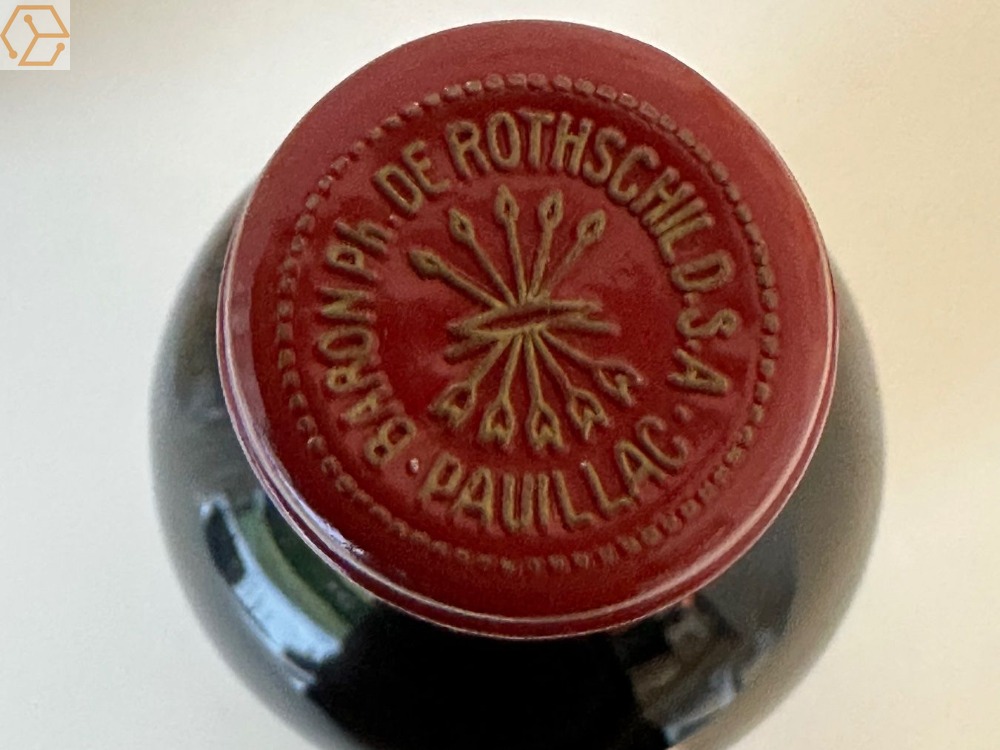 BARON Ph. DE ROTHSCHILD.S.A.
PAUILLAC